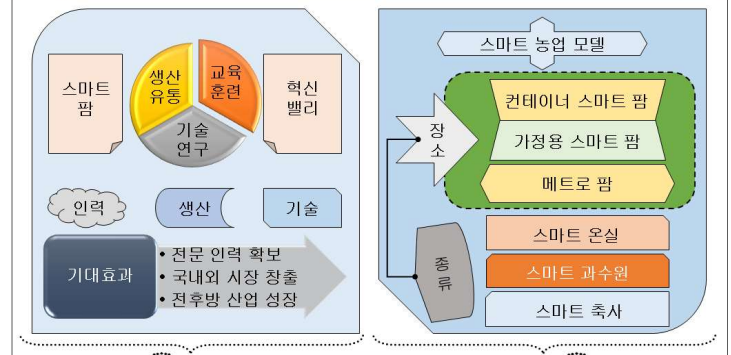 스마트
팜
생산
유통
교육
훈련
기술
연구
혁신
밸리
인력
생산
기술
기대효과
• 전문 인력 확보
• 국내외 시장 창출
• 전후방 산업 성장
스마트 농업 모델
장
소
컨테이너 스마트 팜
가정용 스마트 팜
메트로 팜
종
류
스마트 온실
스마트 과수원
스마트 축사